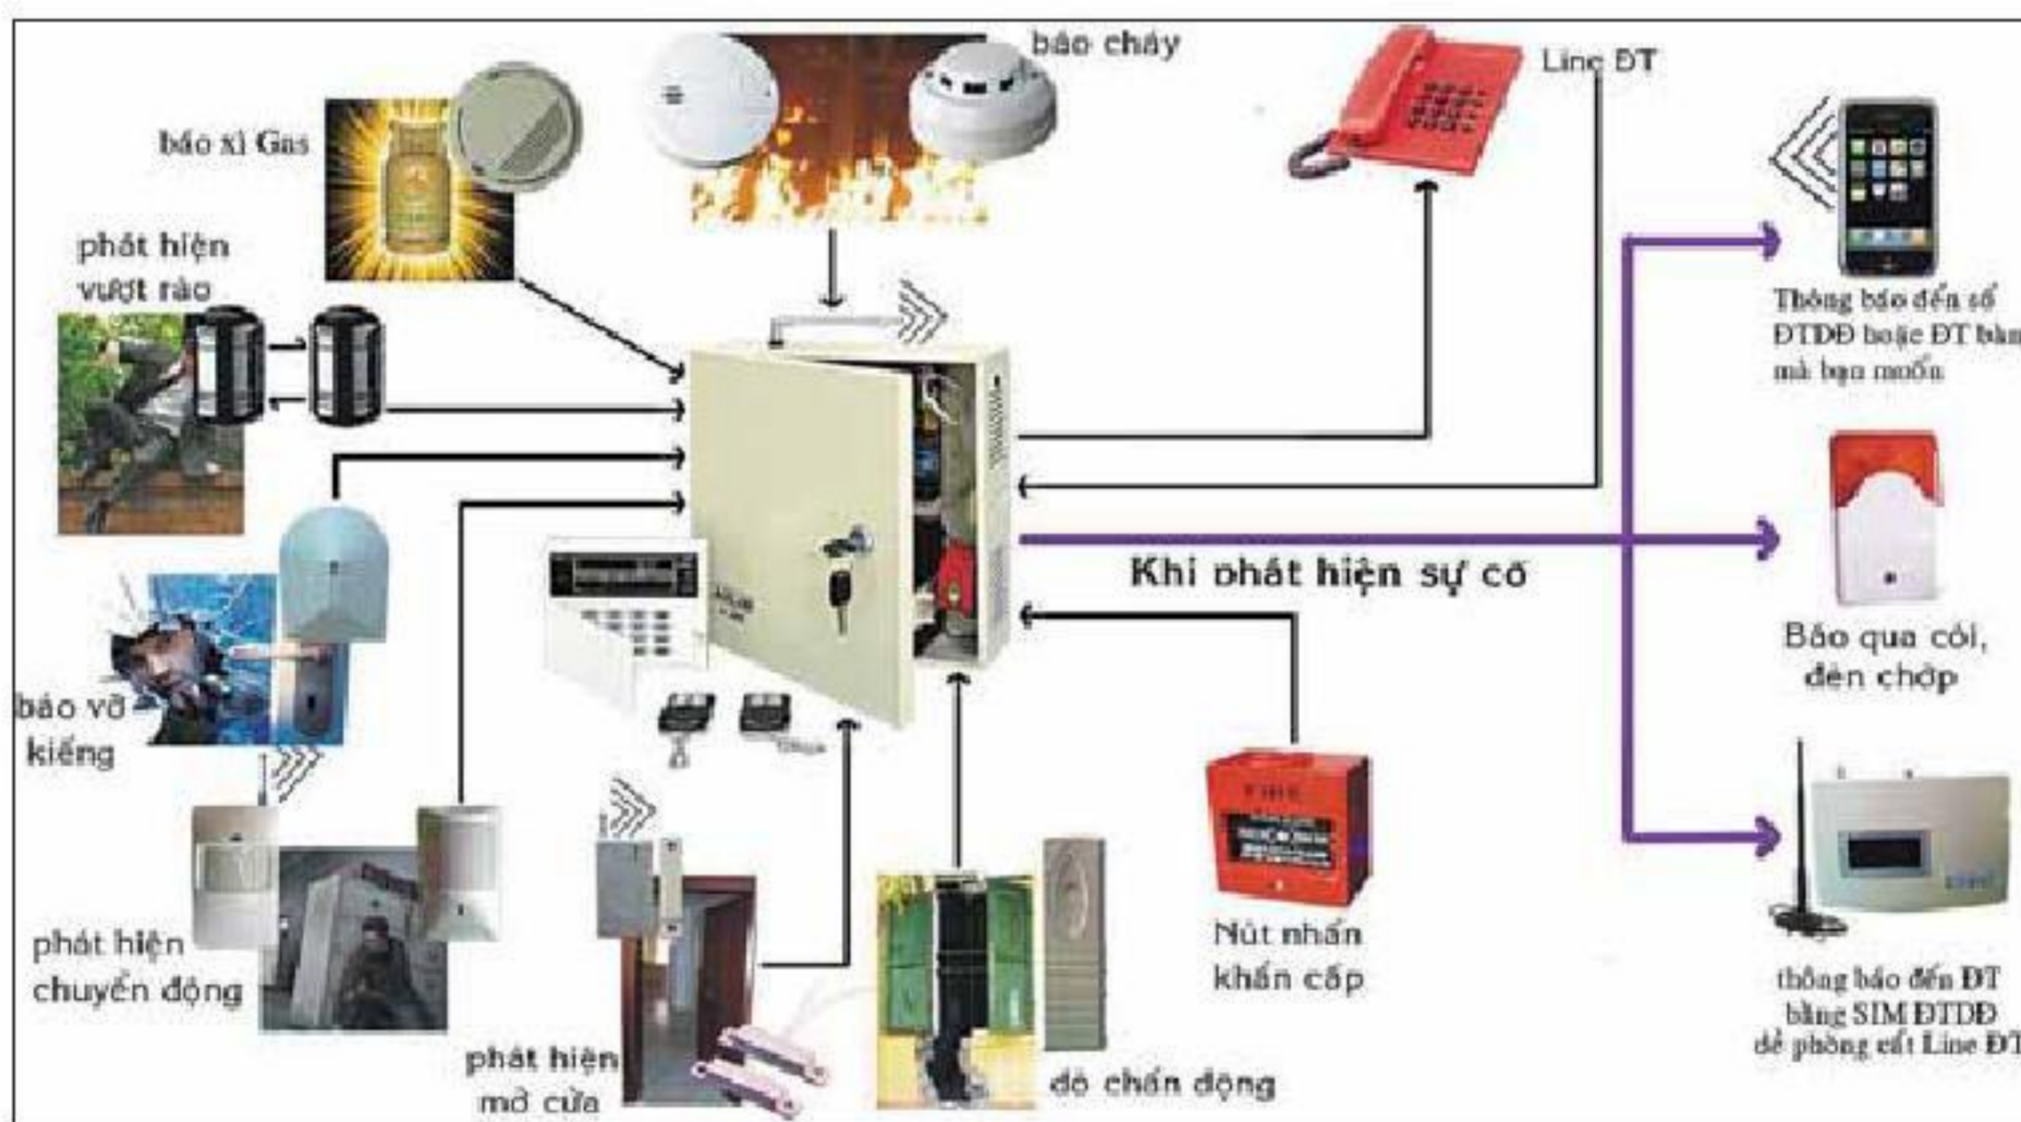 báo cháy
Line ĐT
báo xì Gas
phát hiện
vượt rào
Thông báo đến số
ĐTDĐ hoặc ĐT bàn
mà bạn muốn
Khi phát hiện sự cố
Báo qua còi,
đèn chớp
báo vỡ
kiếng
FIRE
phát hiện
chuyển động
Nút nhấn
khẩn cấp
thông báo đến ĐT
bằng SIM ĐTDĐ
đề phòng cắt Line ĐT
phát hiện
mở cửa
dò chấn động